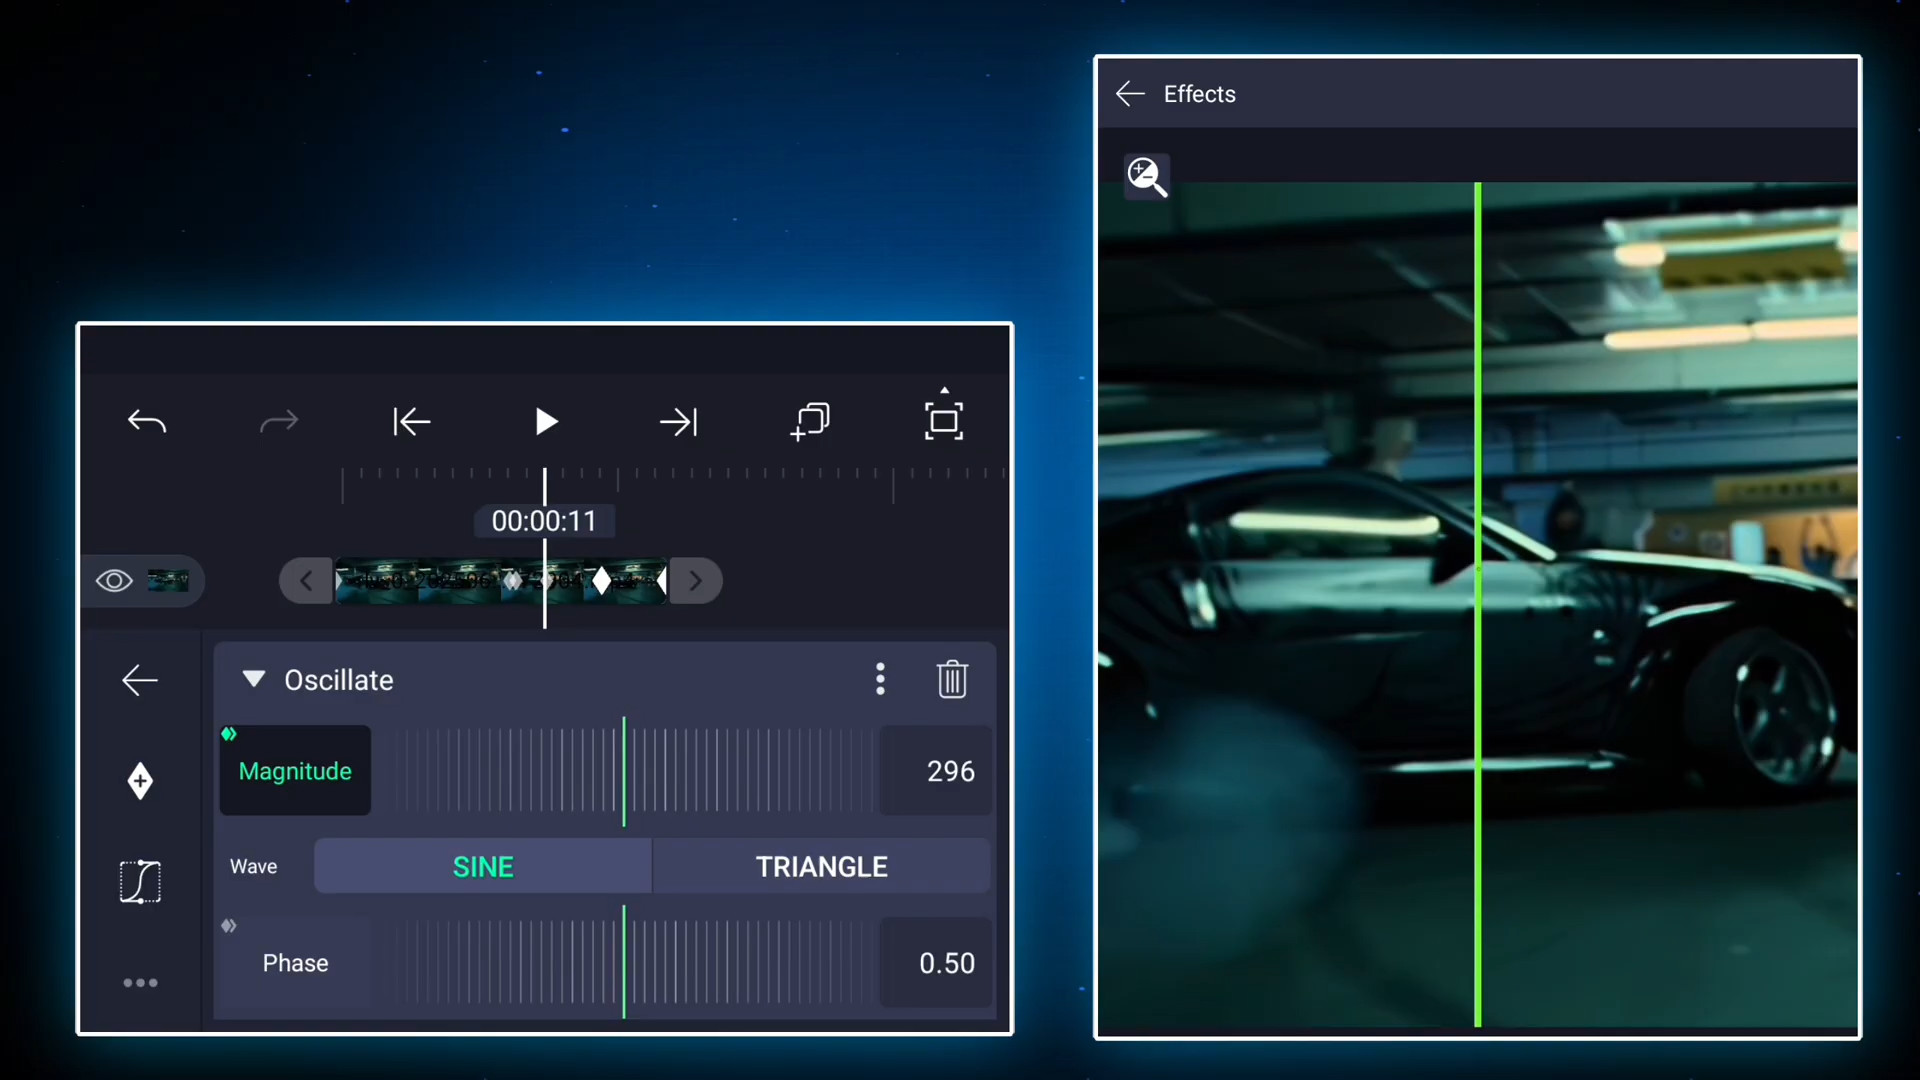 Effects
00:00:11
Oscillate
Magnitude
296
Wave
SINE
TRIANGLE
Phase
0.50